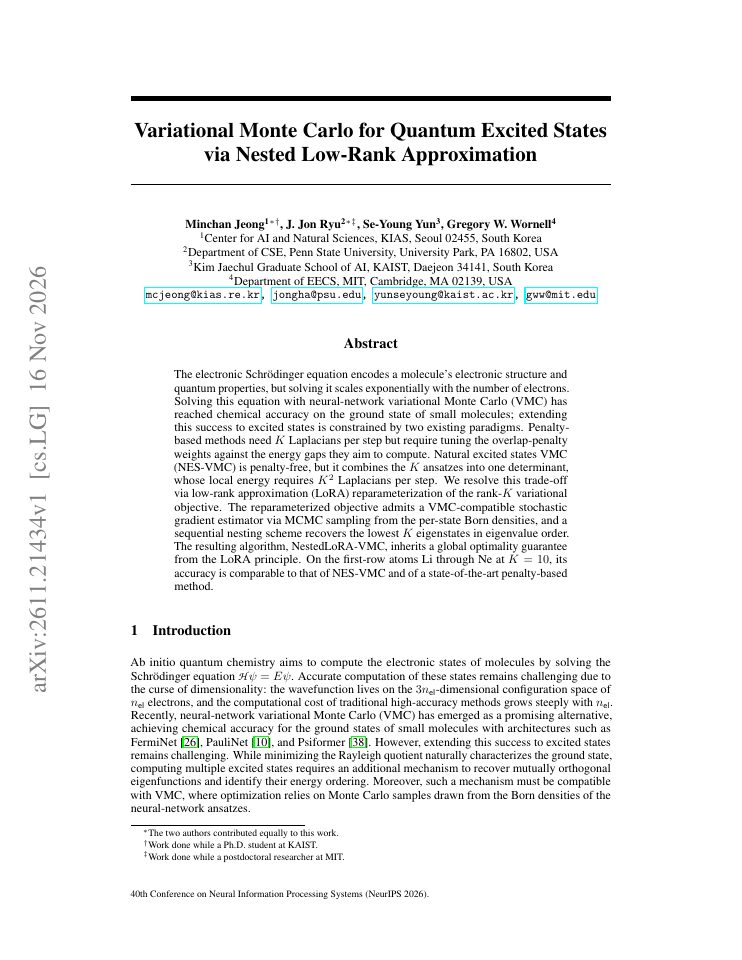 Variational Monte Carlo for Quantum Excited States
via Nested Low-Rank Approximation
Minchan Jeong1∗†, J. Jon Ryu2∗‡, Se-Young Yun3, Gregory W. Wornell4
1Center for AI and Natural Sciences, KIAS, Seoul 02455, South Korea
2Department of CSE, Penn State University, University Park, PA 16802, USA
3Kim Jaechul Graduate School of AI, KAIST, Daejeon 34141, South Korea
4Department of EECS, MIT, Cambridge, MA 02139, USA
mcjeong@kias.re.kr, jongha@psu.edu, yunseyoung@kaist.ac.kr, gww@mit.edu
Abstract
The electronic Schrödinger equation encodes a molecule's electronic structure and
quantum properties, but solving it scales exponentially with the number of electrons.
Solving this equation with neural-network variational Monte Carlo (VMC) has
reached chemical accuracy on the ground state of small molecules; extending
this success to excited states is constrained by two existing paradigms. Penalty-
based methods need K Laplacians per step but require tuning the overlap-penalty
weights against the energy gaps they aim to compute. Natural excited states VMC
(NES-VMC) is penalty-free, but it combines the K ansatzes into one determinant,
whose local energy requires K² Laplacians per step. We resolve this trade-off
via low-rank approximation (LoRA) reparameterization of the rank-K variational
objective. The reparameterized objective admits a VMC-compatible stochastic
gradient estimator via MCMC sampling from the per-state Born densities, and a
sequential nesting scheme recovers the lowest K eigenstates in eigenvalue order.
The resulting algorithm, NestedLoRA-VMC, inherits a global optimality guarantee
from the LoRA principle. On the first-row atoms Li through Ne at K = 10, its
accuracy is comparable to that of NES-VMC and of a state-of-the-art penalty-based
method.
1 Introduction
Ab initio quantum chemistry aims to compute the electronic states of molecules by solving the
Schrödinger equation ℋψ = Eψ. Accurate computation of these states remains challenging due to
the curse of dimensionality: the wavefunction lives on the 3nel-dimensional configuration space of
nel electrons, and the computational cost of traditional high-accuracy methods grows steeply with nel.
Recently, neural-network variational Monte Carlo (VMC) has emerged as a promising alternative,
achieving chemical accuracy for the ground states of small molecules with architectures such as
FermiNet [26], PauliNet [10], and Psiformer [38]. However, extending this success to excited states
remains challenging. While minimizing the Rayleigh quotient naturally characterizes the ground state,
computing multiple excited states requires an additional mechanism to recover mutually orthogonal
eigenfunctions and identify their energy ordering. Moreover, such a mechanism must be compatible
with VMC, where optimization relies on Monte Carlo samples drawn from the Born densities of the
neural-network ansatzes.
∗The two authors contributed equally to this work.
†Work done while a Ph.D. student at KAIST.
‡Work done while a postdoctoral researcher at MIT.
40th Conference on Neural Information Processing Systems (NeurIPS 2026).
arXiv:2611.21434v1 [cs.LG] 16 Nov 2026